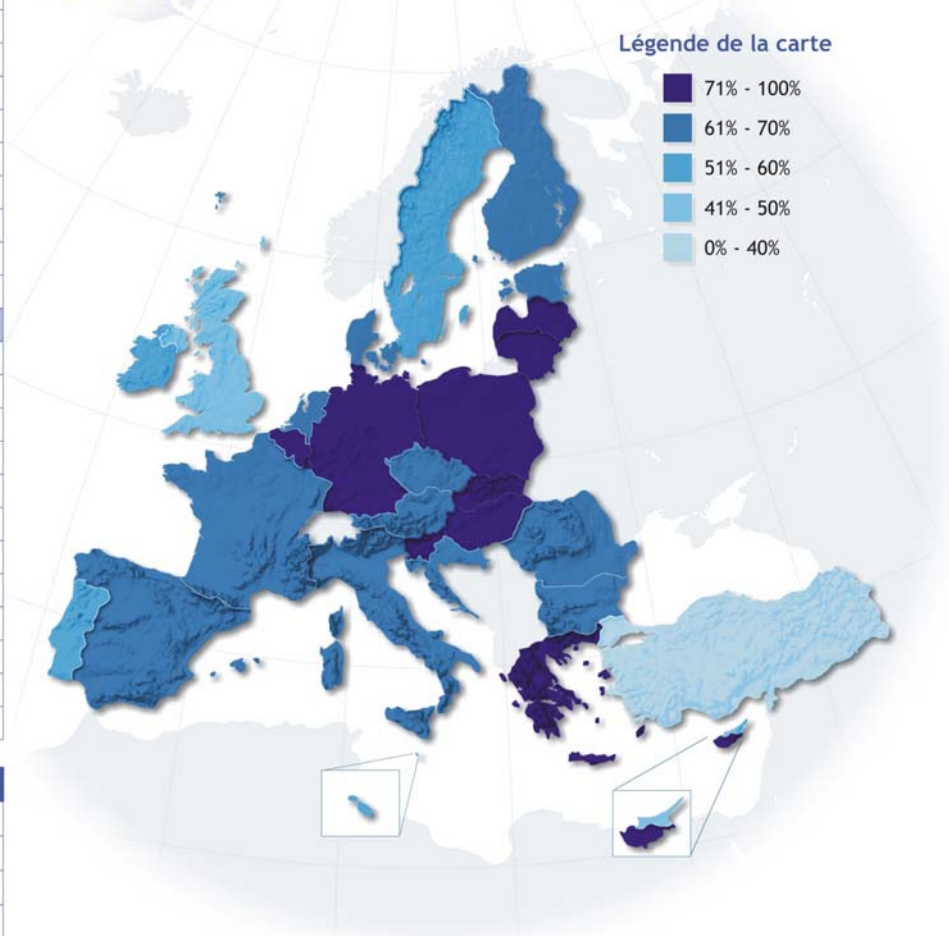 Légende de la carte
71% - 100%
61% - 70%
51% - 60%
41% - 50%
0% - 40%